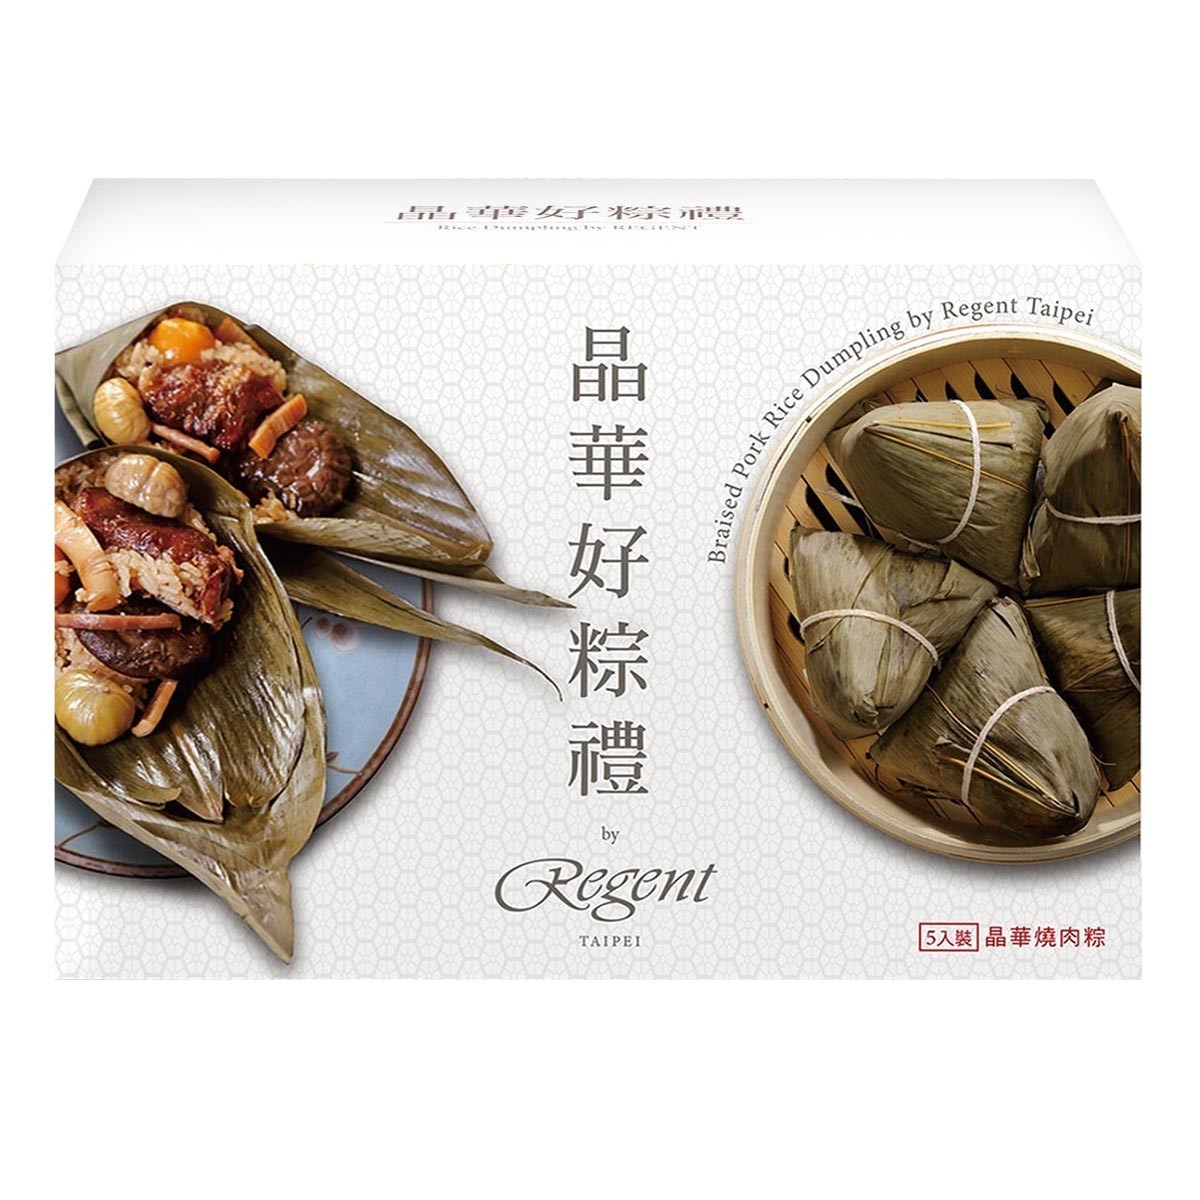 晶華好粽禮
Rice Dumpling by REGENT
晶華好粽禮
by
Regent
TAIPEI
Braised Pork Rice Dumpling by Regent Taipei
5入裝 晶華燒肉粽